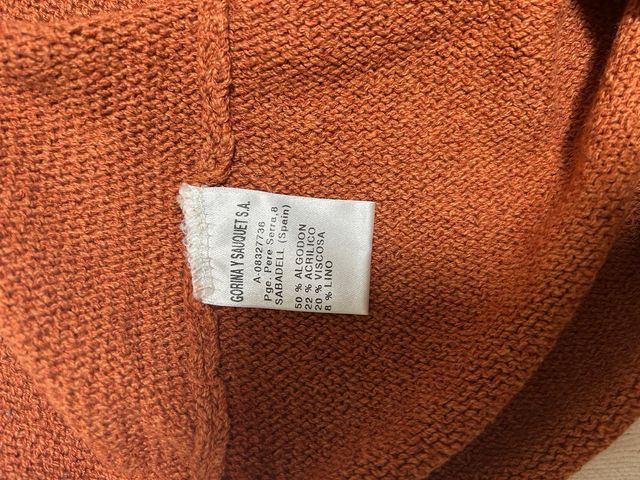 GORINA Y SAUQUET S.A.
A-08327736
Pge. Pere Serra,8
SABADELL (Spain)
50 % ALGODON
22 % ACRILICO
20 % VISCOSA
8 % LINO